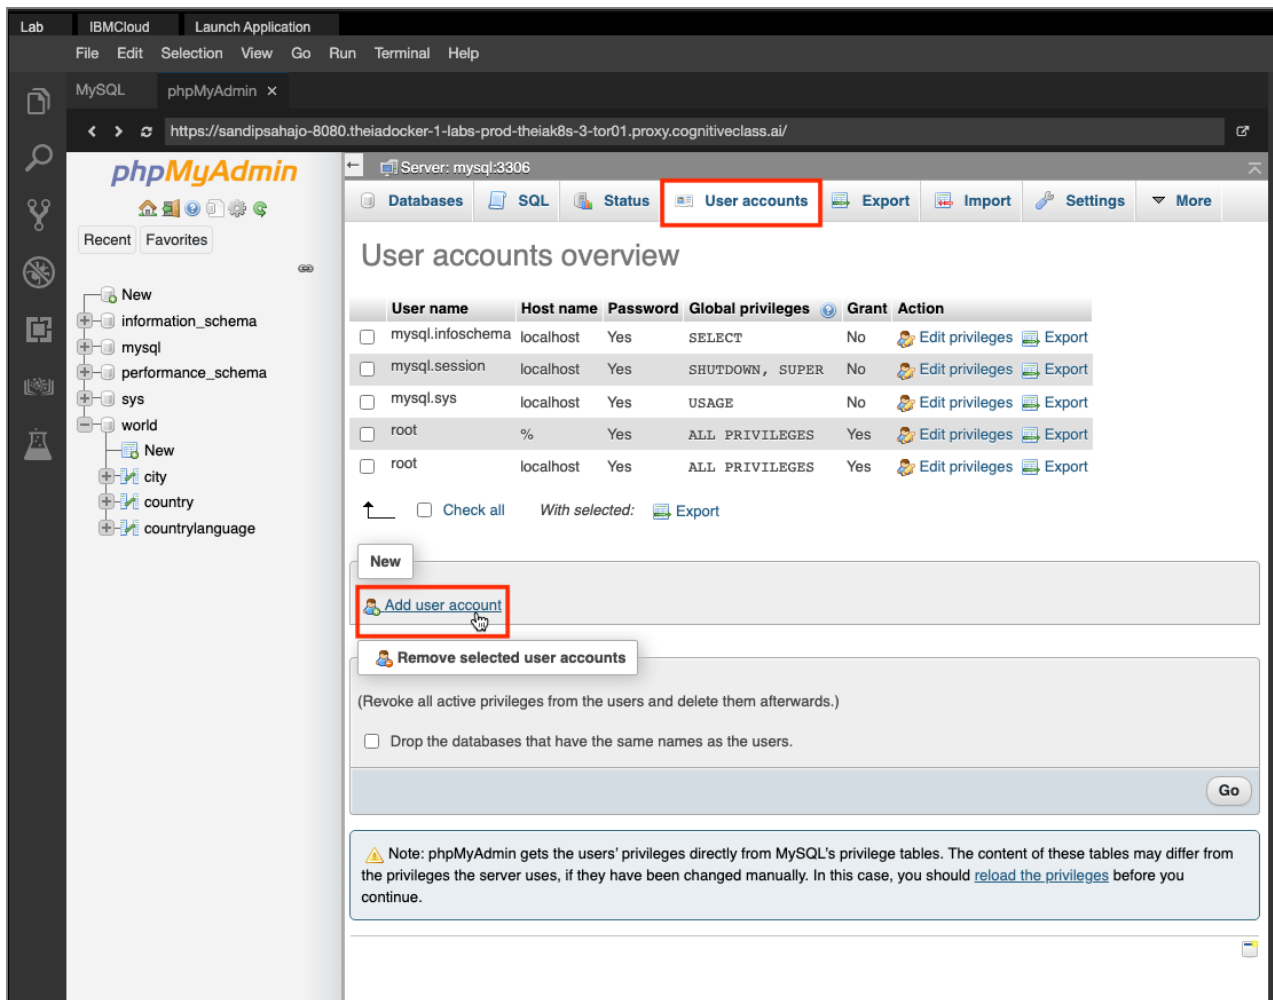 Lab IBMCloud Launch Application
File Edit Selection View Go Run Terminal Help
MySQL phpMyAdmin ×
https://sandipsahajo-8080.theiadocker-1-labs-prod-theiak8s-3-tor01.proxy.cognitiveclass.ai/
phpMyAdmin
Recent Favorites
New
information_schema
mysql
performance_schema
sys
world
New
city
country
countrylanguage
Server: mysql:3306
Databases SQL Status User accounts Export Import Settings More
User accounts overview
User name Host name Password Global privileges Grant Action
mysql.infoschema localhost Yes SELECT No Edit privileges Export
mysql.session localhost Yes SHUTDOWN, SUPER No Edit privileges Export
mysql.sys localhost Yes USAGE No Edit privileges Export
root % Yes ALL PRIVILEGES Yes Edit privileges Export
root localhost Yes ALL PRIVILEGES Yes Edit privileges Export
Check all With selected: Export
New
Add user account
Remove selected user accounts
(Revoke all active privileges from the users and delete them afterwards.)
Drop the databases that have the same names as the users.
Go
Note: phpMyAdmin gets the users' privileges directly from MySQL's privilege tables. The content of these tables may differ from
the privileges the server uses, if they have been changed manually. In this case, you should reload the privileges before you
continue.